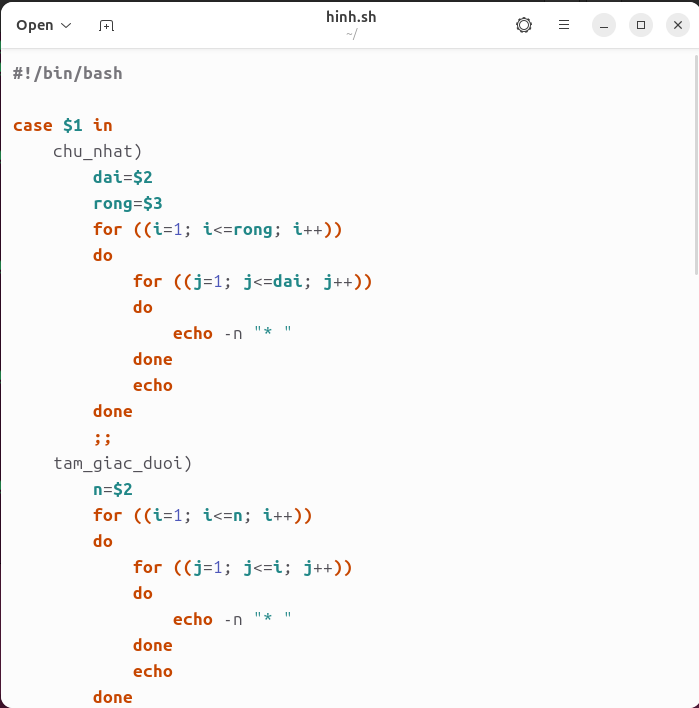 Open
hinh.sh
~/
#!/bin/bash

case $1 in
    chu_nhat)
        dai=$2
        rong=$3
        for ((i=1; i<=rong; i++))
        do
            for ((j=1; j<=dai; j++))
            do
                echo -n "* "
            done
            echo
        done
        ;;
    tam_giac_duoi)
        n=$2
        for ((i=1; i<=n; i++))
        do
            for ((j=1; j<=i; j++))
            do
                echo -n "* "
            done
            echo
        done